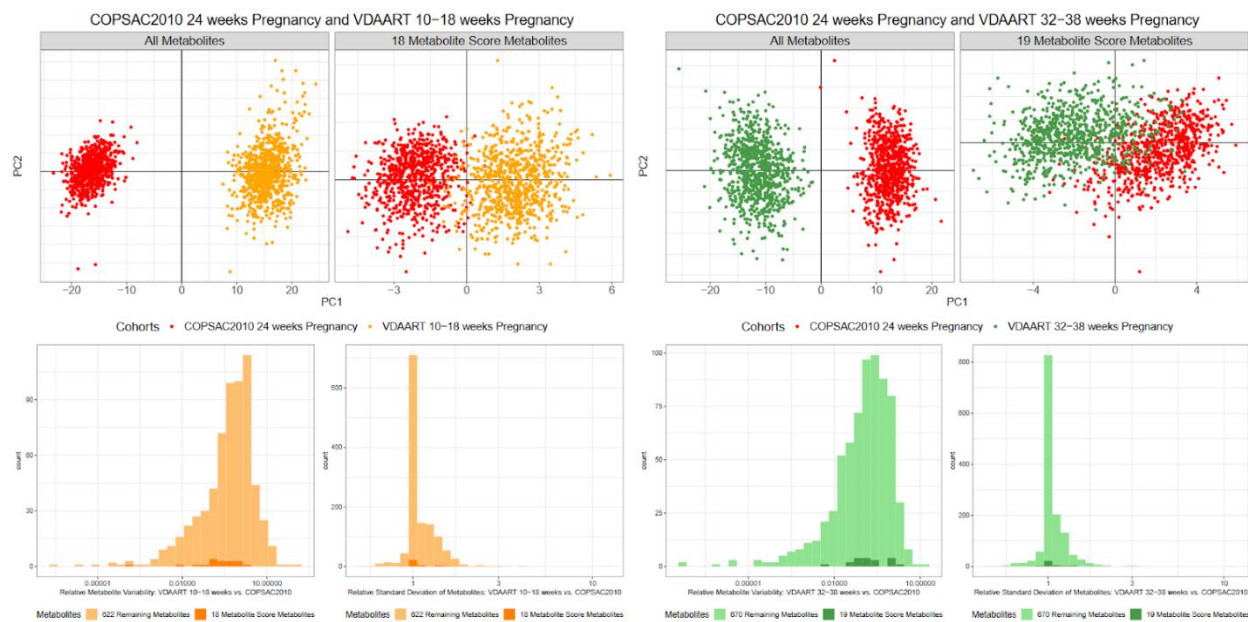 COPSAC2010 24 weeks Pregnancy and VDAART 10−18 weeks Pregnancy
All Metabolites
18 Metabolite Score Metabolites
PC2
−20 −10 0 10 20
−3 0 3 6
PC1
Cohorts COPSAC2010 24 weeks Pregnancy VDAART 10−18 weeks Pregnancy
COPSAC2010 24 weeks Pregnancy and VDAART 32−38 weeks Pregnancy
All Metabolites
19 Metabolite Score Metabolites
PC2
−20 −10 0 10 20
−4 0 4
PC1
Cohorts COPSAC2010 24 weeks Pregnancy VDAART 32−38 weeks Pregnancy
count
90
60
30
0
0.00001 0.01000 10.00000
Relative Metabolite Variability: VDAART 10−18 weeks vs. COPSAC2010
Metabolites 622 Remaining Metabolites 18 Metabolite Score Metabolites
count
600
400
200
0
1 3 10
Relative Standard Deviation of Metabolites: VDAART 10−18 weeks vs. COPSAC2010
Metabolites 622 Remaining Metabolites 18 Metabolite Score Metabolites
count
100
75
50
25
0
0.00001 0.01000 10.00000
Relative Metabolite Variability: VDAART 32−38 weeks vs. COPSAC2010
Metabolites 670 Remaining Metabolites 19 Metabolite Score Metabolites
count
800
600
400
200
0
1 3 10
Relative Standard Deviation of Metabolites: VDAART 32−38 weeks vs. COPSAC2010
Metabolites 670 Remaining Metabolites 19 Metabolite Score Metabolites